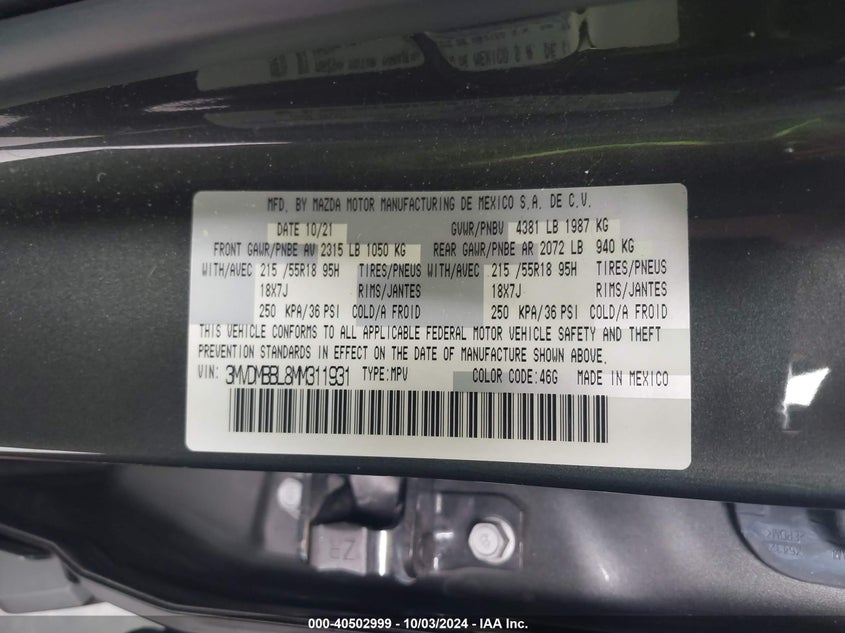 MFD. BY MAZDA MOTOR MANUFACTURING DE MEXICO S.A. DE C.V.
DATE 10/21 GVWR/PNBV 4381 LB 1987 KG
FRONT GAWR/PNBE AV 2315 LB 1050 KG REAR GAWR/PNBE AR 2072 LB 940 KG
WITH/AVEC 215 /55R18 95H TIRES/PNEUS WITH/AVEC 215 /55R18 95H TIRES/PNEUS
18X7J RIMS/JANTES 18X7J RIMS/JANTES
250 KPA/36 PSI COLD/A FROID 250 KPA/36 PSI COLD/A FROID
THIS VEHICLE CONFORMS TO ALL APPLICABLE FEDERAL MOTOR VEHICLE SAFETY AND THEFT
PREVENTION STANDARDS IN EFFECT ON THE DATE OF MANUFACTURE SHOWN ABOVE.
VIN: 3MVDMBBL8MM311931 TYPE:MPV COLOR CODE:46G MADE IN MEXICO
ZR
000-40502999 - 10/03/2024 - IAA Inc.